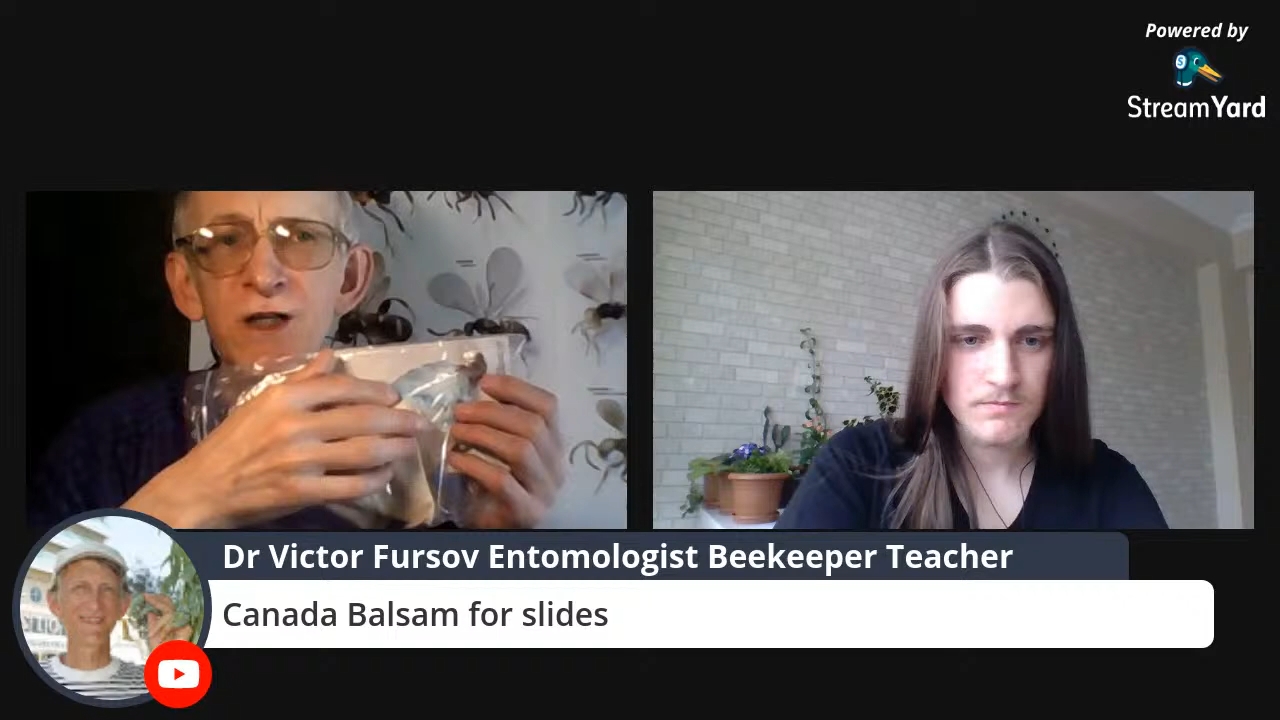 Powered by
StreamYard
Dr Victor Fursov Entomologist Beekeeper Teacher
Canada Balsam for slides